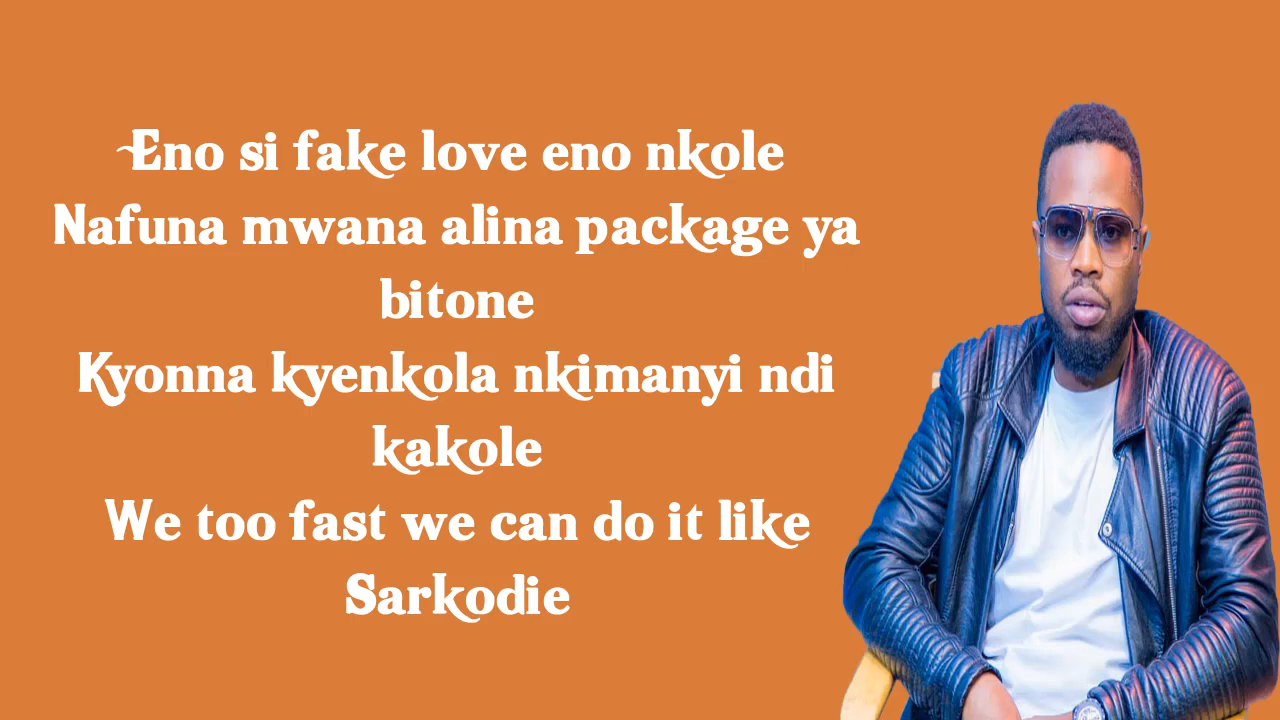 Eno si fake love eno nkole
Nafuna mwana alina package ya
bitone
Kyonna kyenkola nkimanyi ndi
kakole
We too fast we can do it like
Sarkodie